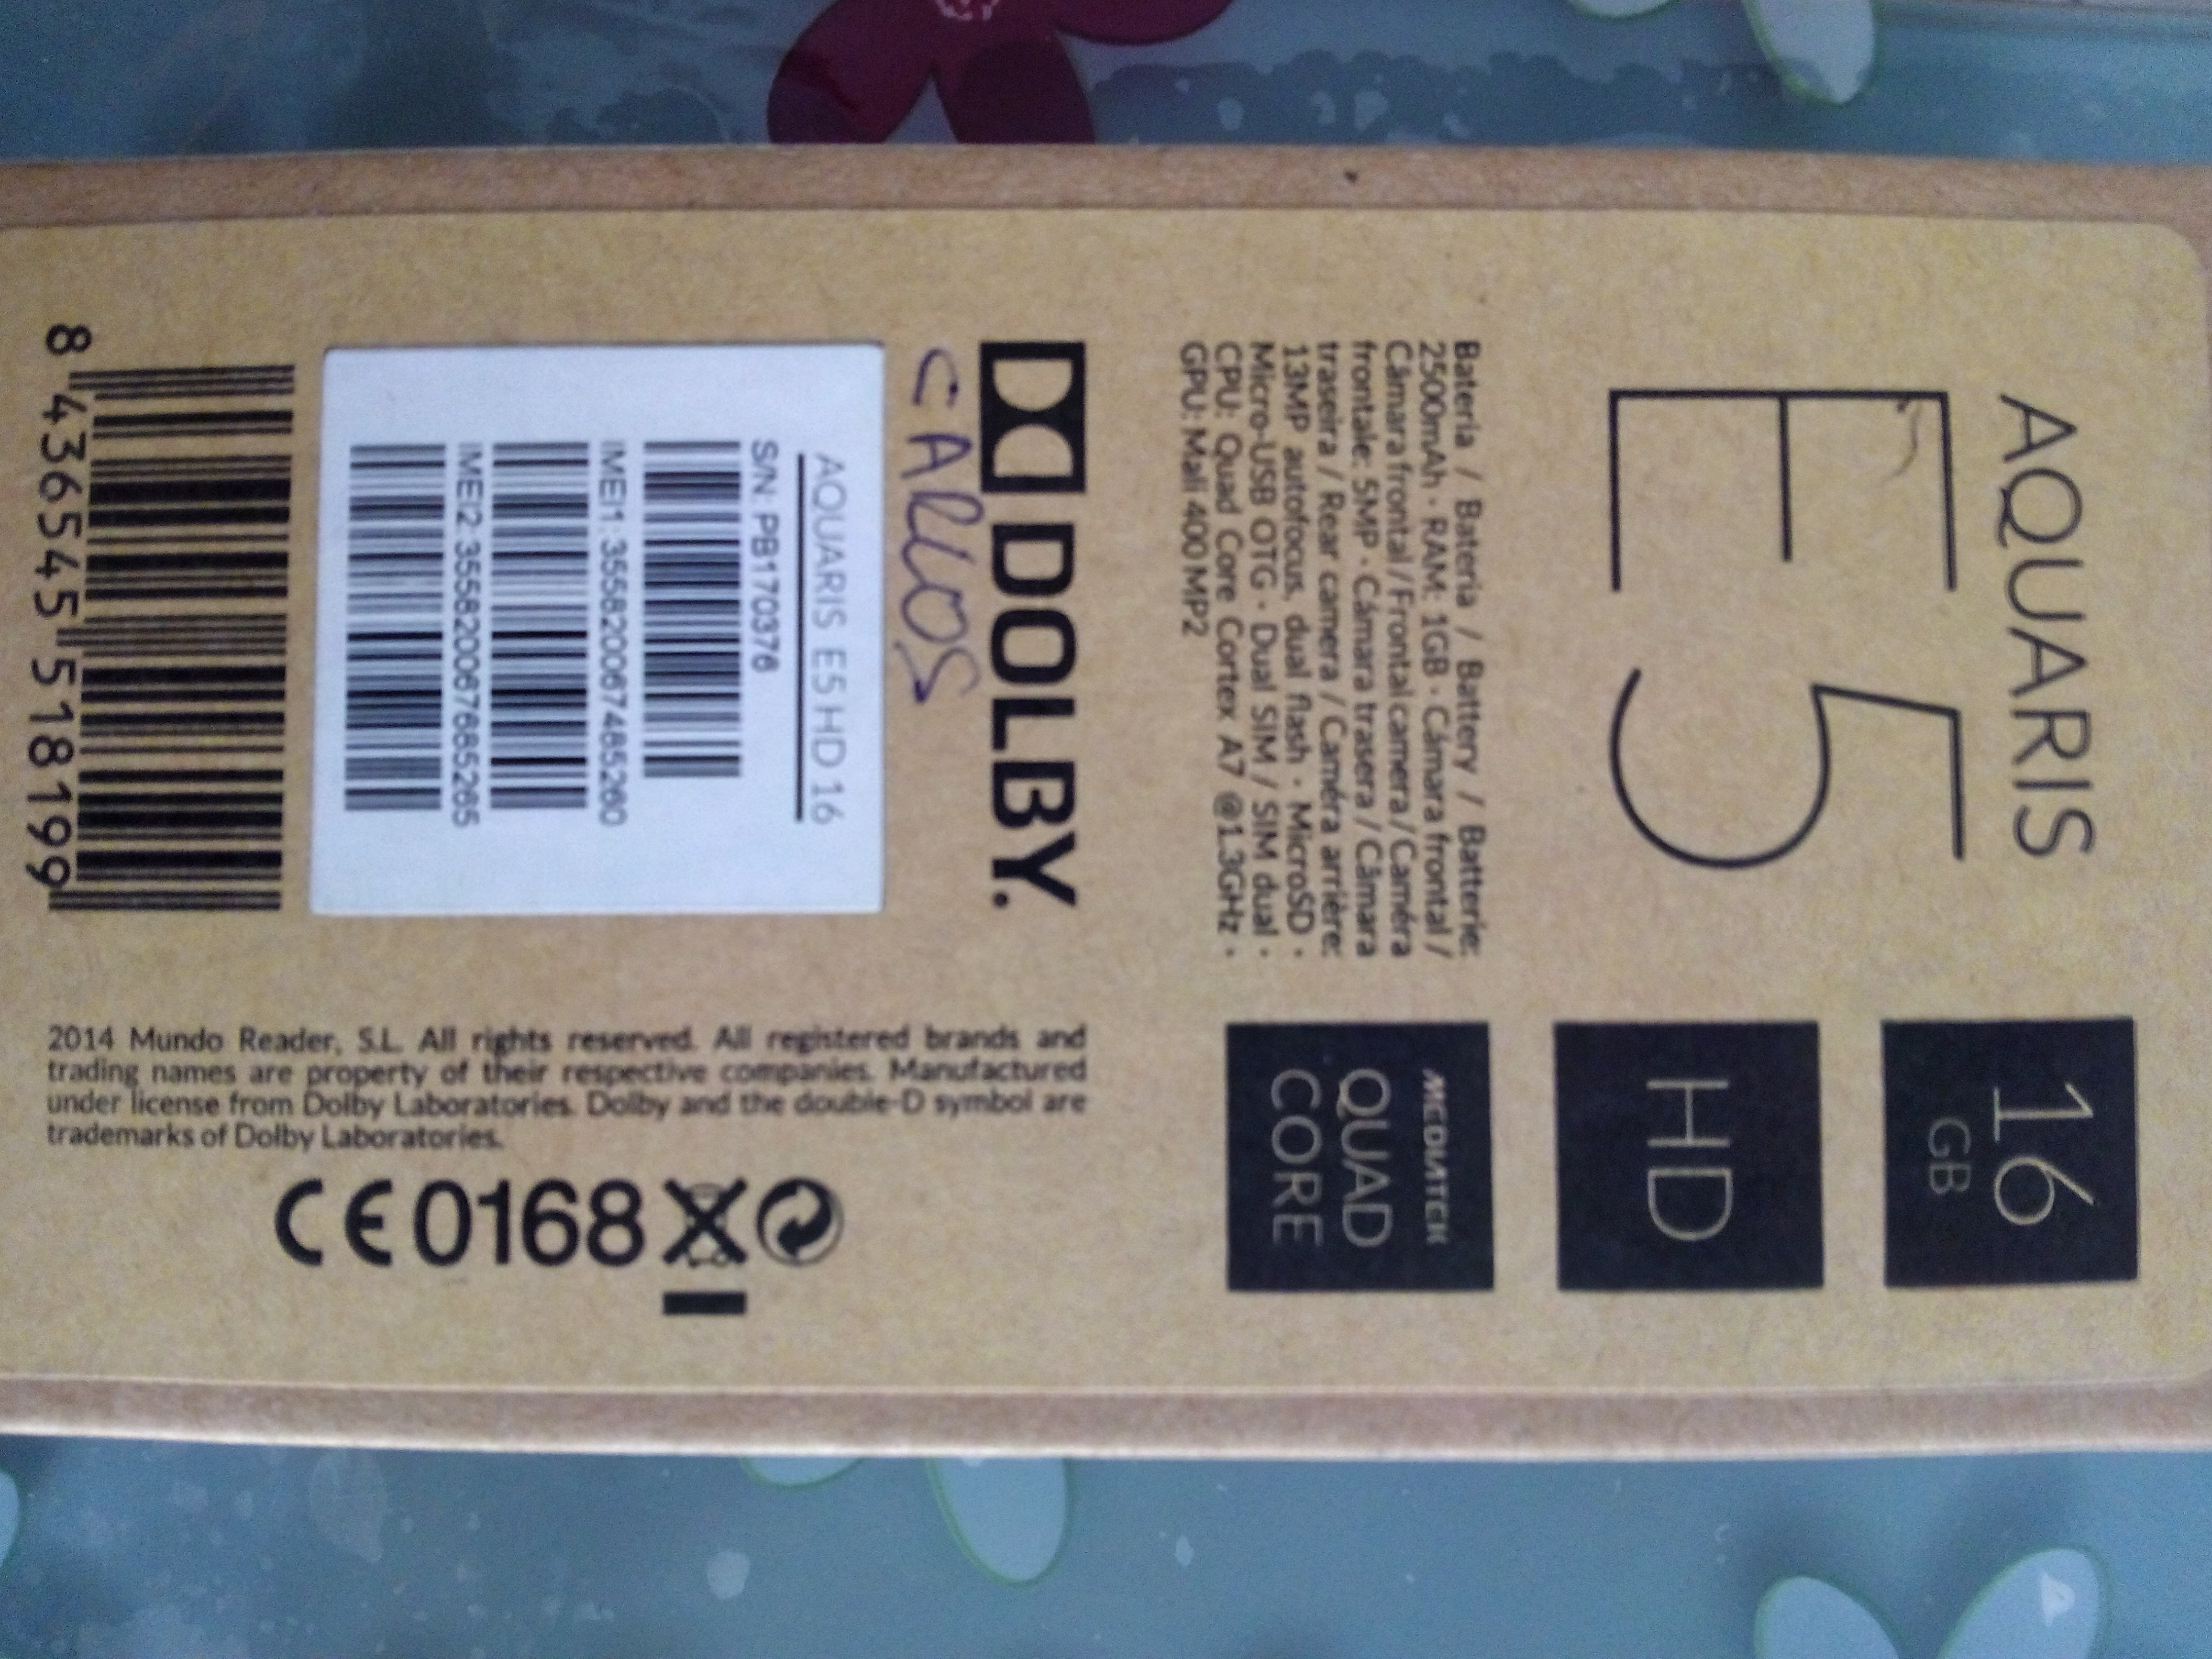 AQUARIS
E5
16
GB
HD
MEDIATEK
QUAD
CORE
Batería / Bateria / Battery / Batterie:
2500mAh · RAM: 1GB · Cámara frontal /
Câmara frontal / Frontal camera / Caméra
frontale: 5MP · Cámara trasera / Câmara
traseira / Rear camera / Caméra arrière:
13MP autofocus, dual flash · MicroSD ·
Micro-USB OTG · Dual SIM / SIM dual ·
CPU: Quad Core Cortex A7 @1.3GHz ·
GPU: Mali 400 MP2
DOLBY.
AQUARIS E5 HD 16
S/N: PB170376
IMEI1:
IMEI2:
8 436545 518199
2014 Mundo Reader, S.L. All rights reserved. All registered brands and
trading names are property of their respective companies. Manufactured
under license from Dolby Laboratories. Dolby and the double-D symbol are
trademarks of Dolby Laboratories.
CE0168